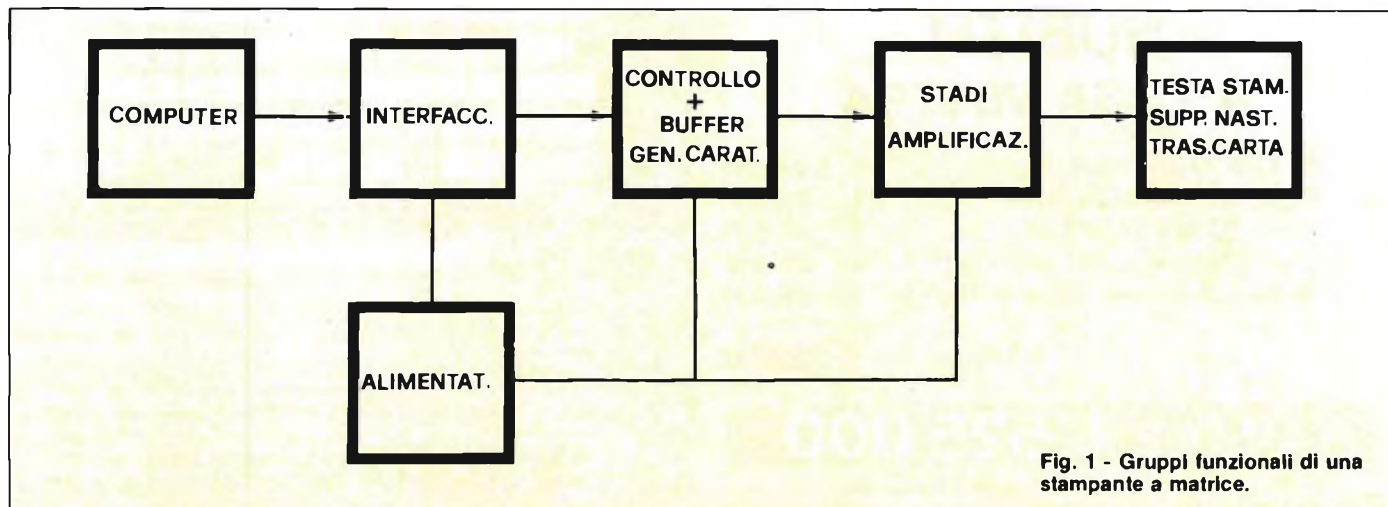 COMPUTER
INTERFACC.
CONTROLLO
+
BUFFER
GEN. CARAT.
STADI
AMPLIFICAZ.
TESTA STAM.
SUPP. NAST.
TRAS. CARTA
ALIMENTAT.
Fig. 1 - Gruppi funzionali di una
stampante a matrice.